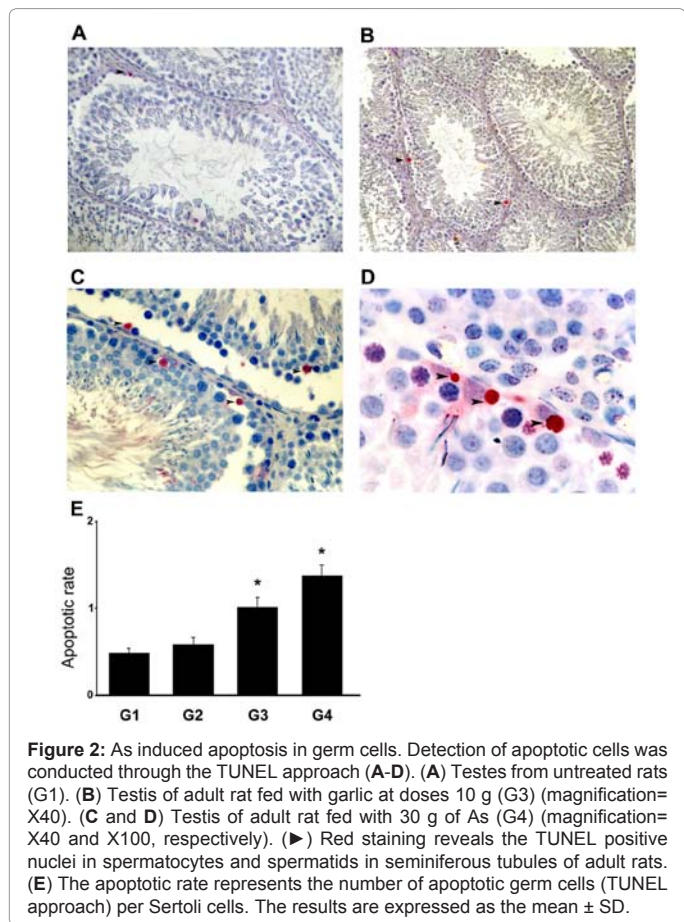 A
B
C
D
E
2
1
0
Apoptotic rate
*
*
G1
G2
G3
G4
Figure 2: As induced apoptosis in germ cells. Detection of apoptotic cells was
conducted through the TUNEL approach (A-D). (A) Testes from untreated rats
(G1). (B) Testis of adult rat fed with garlic at doses 10 g (G3) (magnification=
X40). (C and D) Testis of adult rat fed with 30 g of As (G4) (magnification=
X40 and X100, respectively). (►) Red staining reveals the TUNEL positive
nuclei in spermatocytes and spermatids in seminiferous tubules of adult rats.
(E) The apoptotic rate represents the number of apoptotic germ cells (TUNEL
approach) per Sertoli cells. The results are expressed as the mean ± SD.